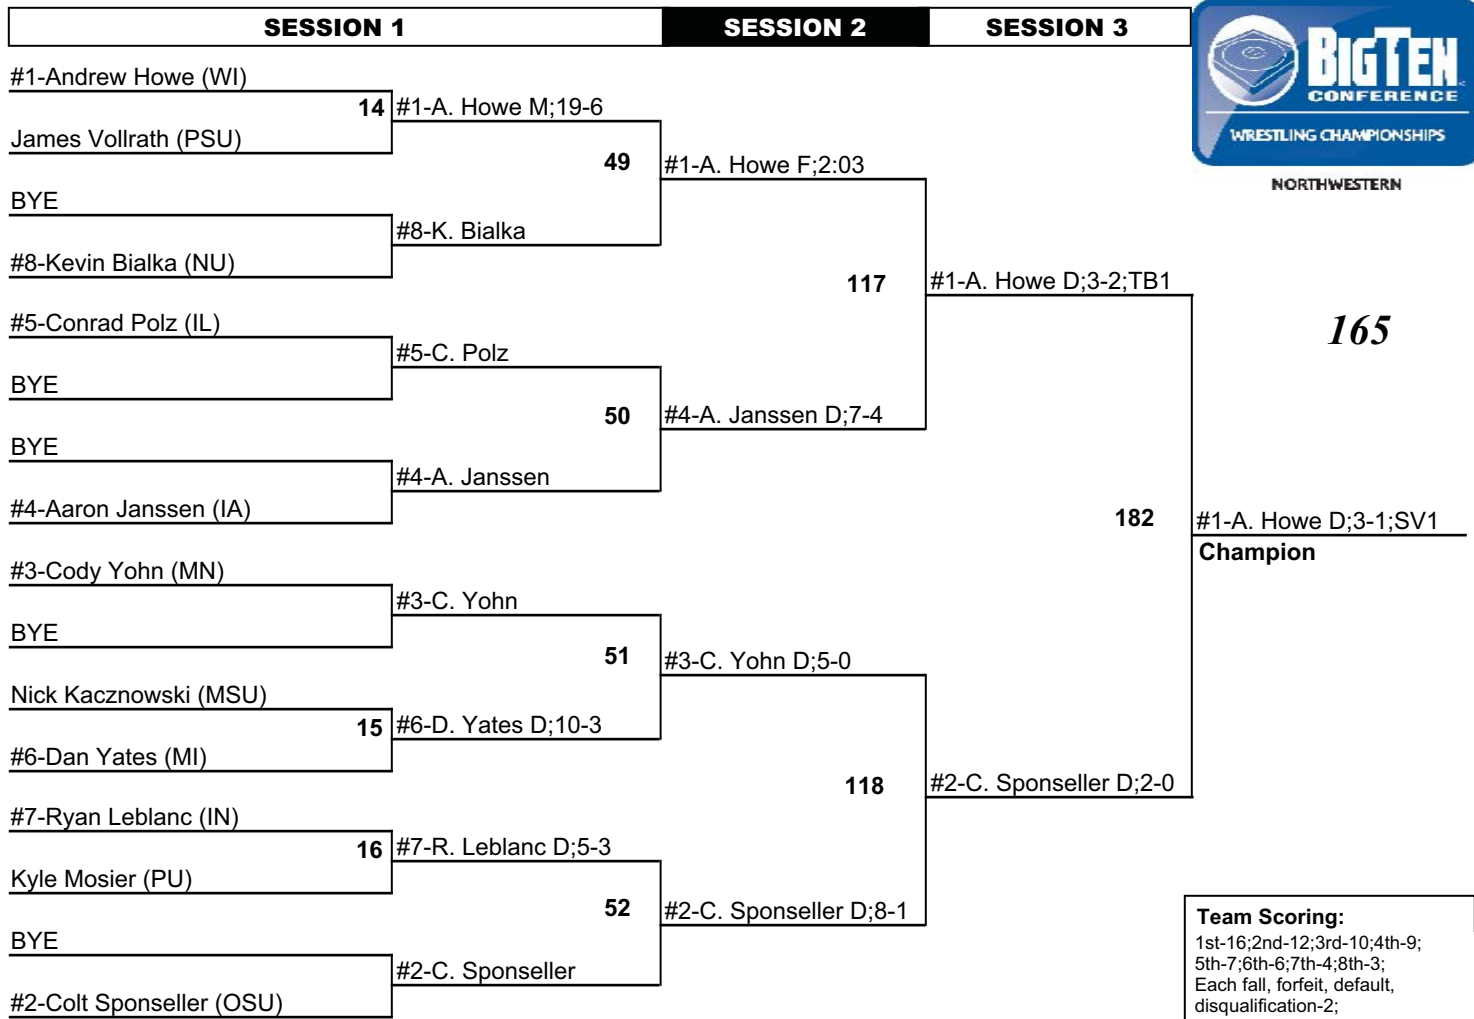 SESSION 1
SESSION 2
SESSION 3
BIGTEN
CONFERENCE
WRESTLING CHAMPIONSHIPS
NORTHWESTERN
165
#1-Andrew Howe (WI)
14
#1-A. Howe M;19-6
James Vollrath (PSU)
49
#1-A. Howe F;2:03
BYE
#8-K. Bialka
#8-Kevin Bialka (NU)
117
#1-A. Howe D;3-2;TB1
#5-Conrad Polz (IL)
#5-C. Polz
BYE
50
#4-A. Janssen D;7-4
BYE
#4-A. Janssen
#4-Aaron Janssen (IA)
182
#1-A. Howe D;3-1;SV1
Champion
#3-Cody Yohn (MN)
#3-C. Yohn
BYE
51
#3-C. Yohn D;5-0
Nick Kacznowski (MSU)
15
#6-D. Yates D;10-3
#6-Dan Yates (MI)
118
#2-C. Sponseller D;2-0
#7-Ryan Leblanc (IN)
16
#7-R. Leblanc D;5-3
Kyle Mosier (PU)
52
#2-C. Sponseller D;8-1
BYE
#2-C. Sponseller
#2-Colt Sponseller (OSU)
Team Scoring:
1st-16;2nd-12;3rd-10;4th-9;
5th-7;6th-6;7th-4;8th-3;
Each fall, forfeit, default,
disqualification-2;